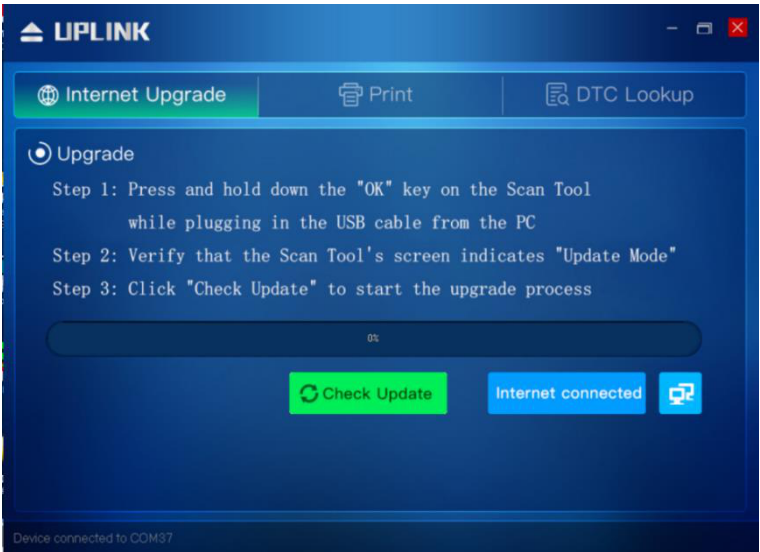 UPLINK
Internet Upgrade
Print
DTC Lookup
Upgrade
Step 1: Press and hold down the "OK" key on the Scan Tool
while plugging in the USB cable from the PC
Step 2: Verify that the Scan Tool's screen indicates "Update Mode"
Step 3: Click "Check Update" to start the upgrade process
0%
Check Update
Internet connected
Device connected to COM37